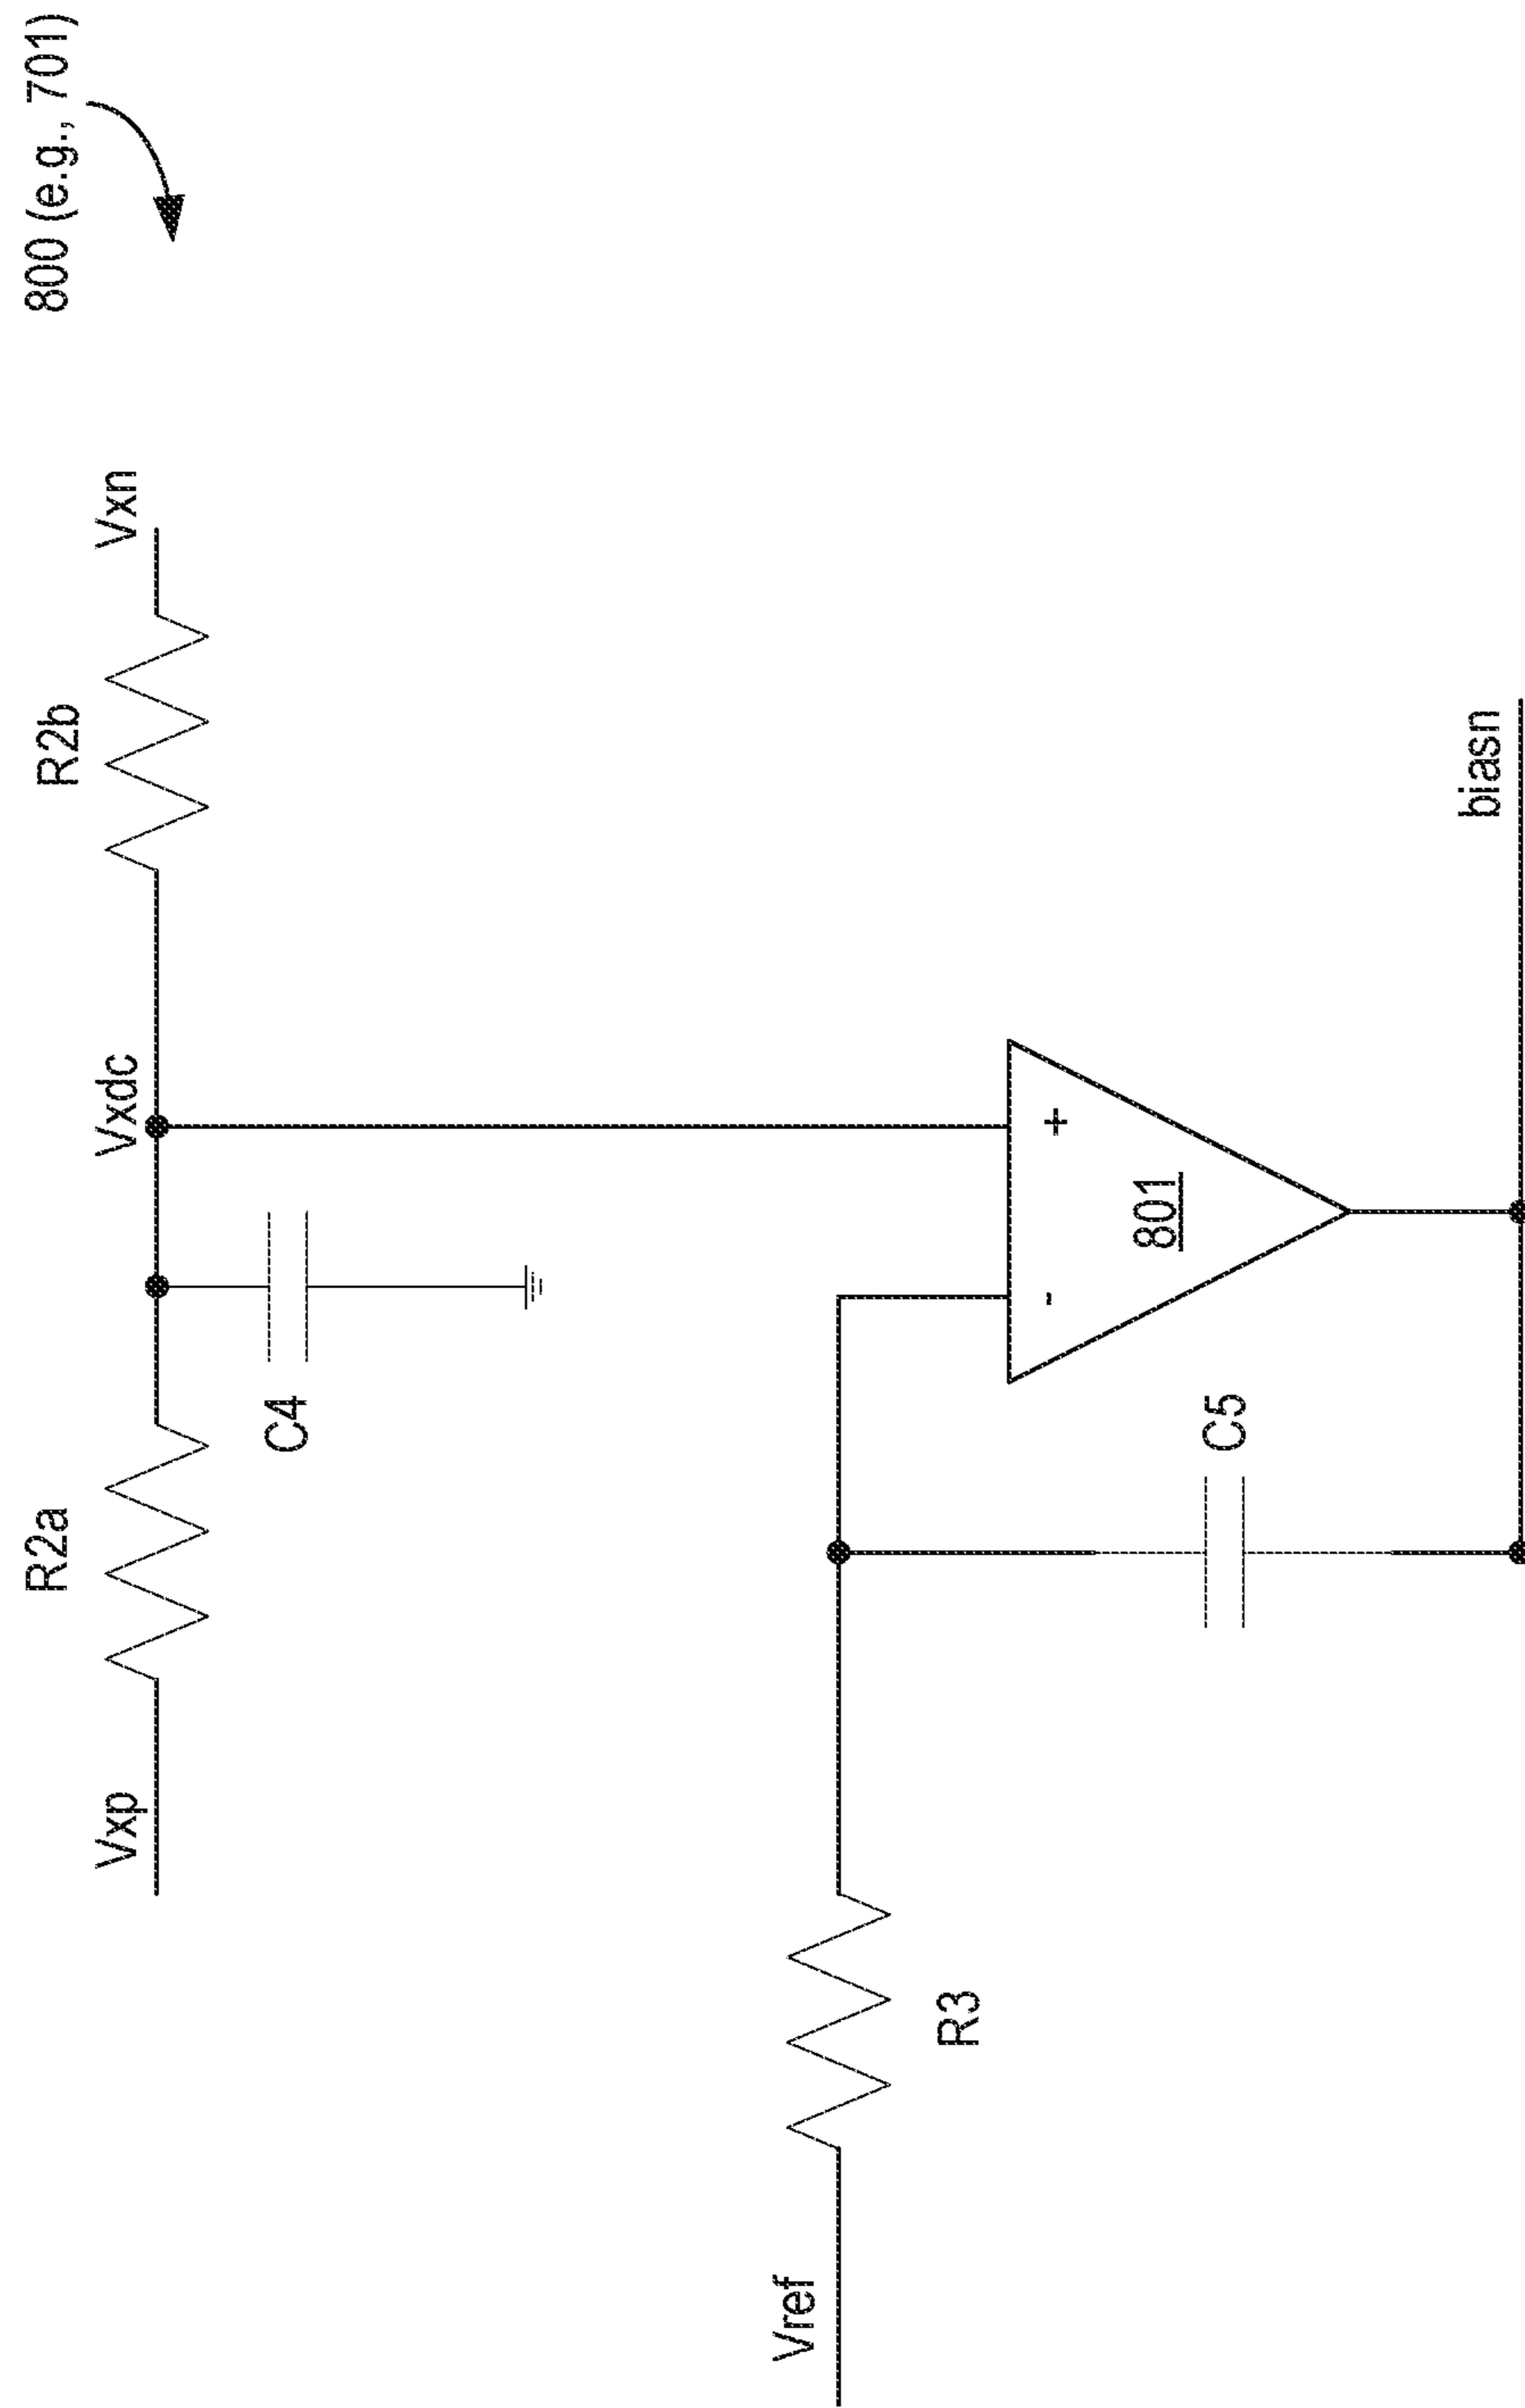 800 (e.g., 701)
Vxp
R2a
Vxdc
R2b
Vxn
C4
Vref
R3
C5
-
+
801
biasn